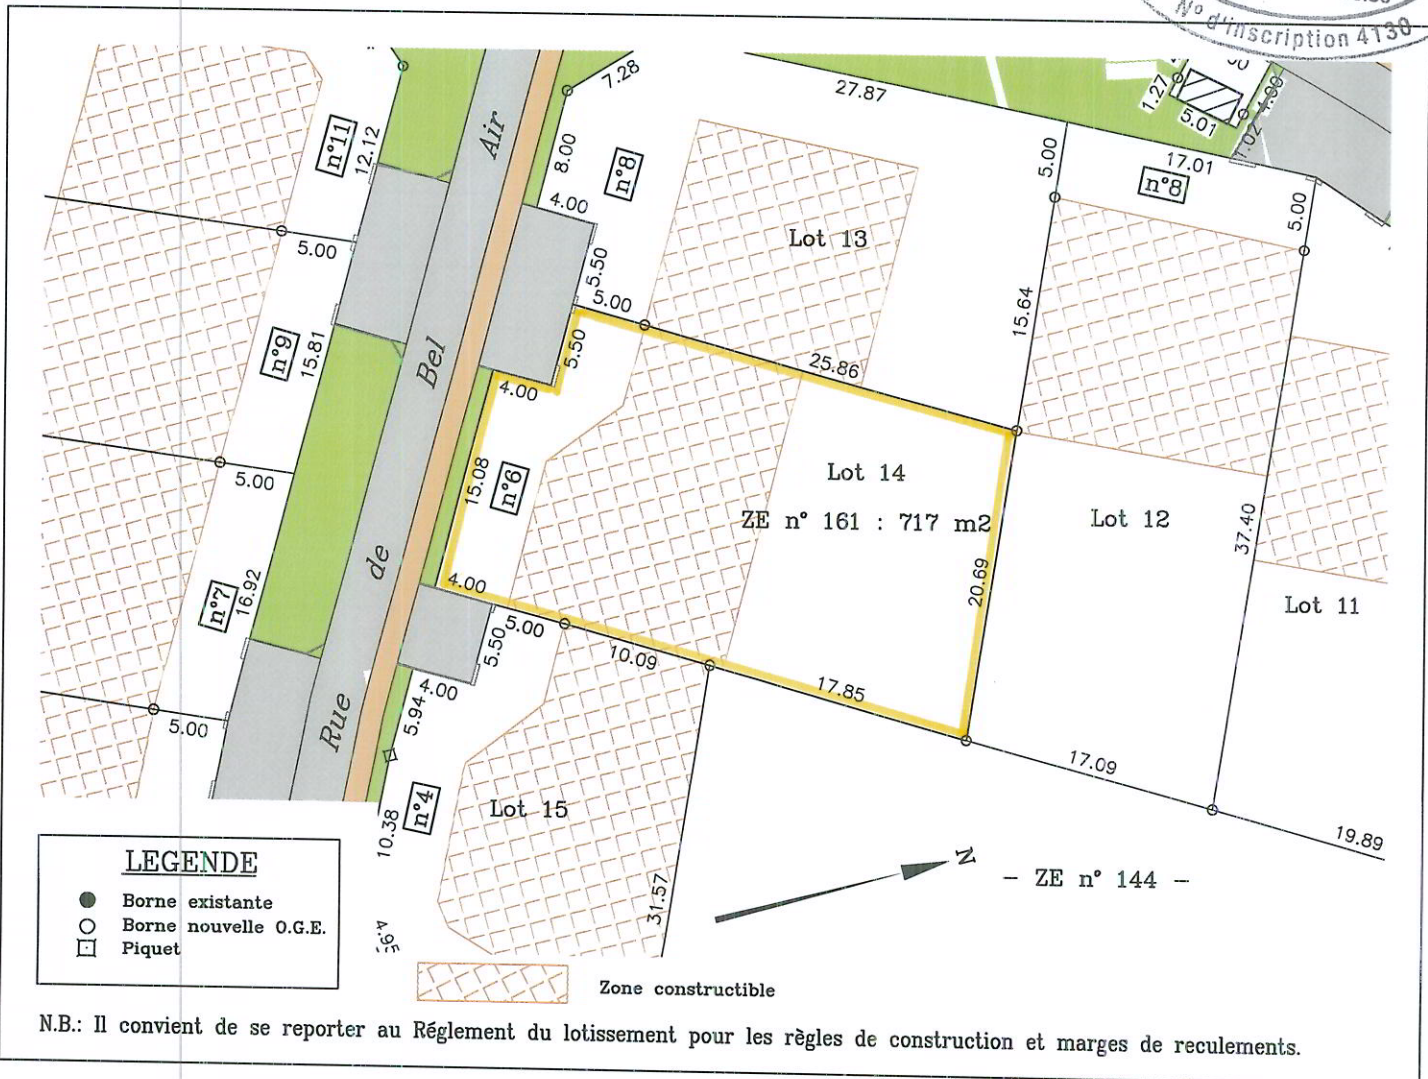 N° d'inscription 4130
7.28
27.87
1.27
5.01
4.00
7.02
17.01
n°8
5.00
5.00
n°11
12.12
Air
8.00
n°8
4.00
5.00
5.50
Lot 13
5.00
15.64
n°9
15.81
Bel
5.50
4.00
25.86
5.00
15.08
n°6
Lot 14
ZE n° 161 : 717 m2
Lot 12
37.40
de
n°7
16.92
4.00
5.00
5.50
10.09
20.69
Lot 11
17.85
4.00
5.94
Rue
5.00
17.09
n°4
10.38
Lot 15
19.89
31.57
N
- ZE n° 144 -
4.95
LEGENDE
Borne existante
Borne nouvelle O.G.E.
Piquet
Zone constructible
N.B.: Il convient de se reporter au Réglement du lotissement pour les règles de construction et marges de reculements.